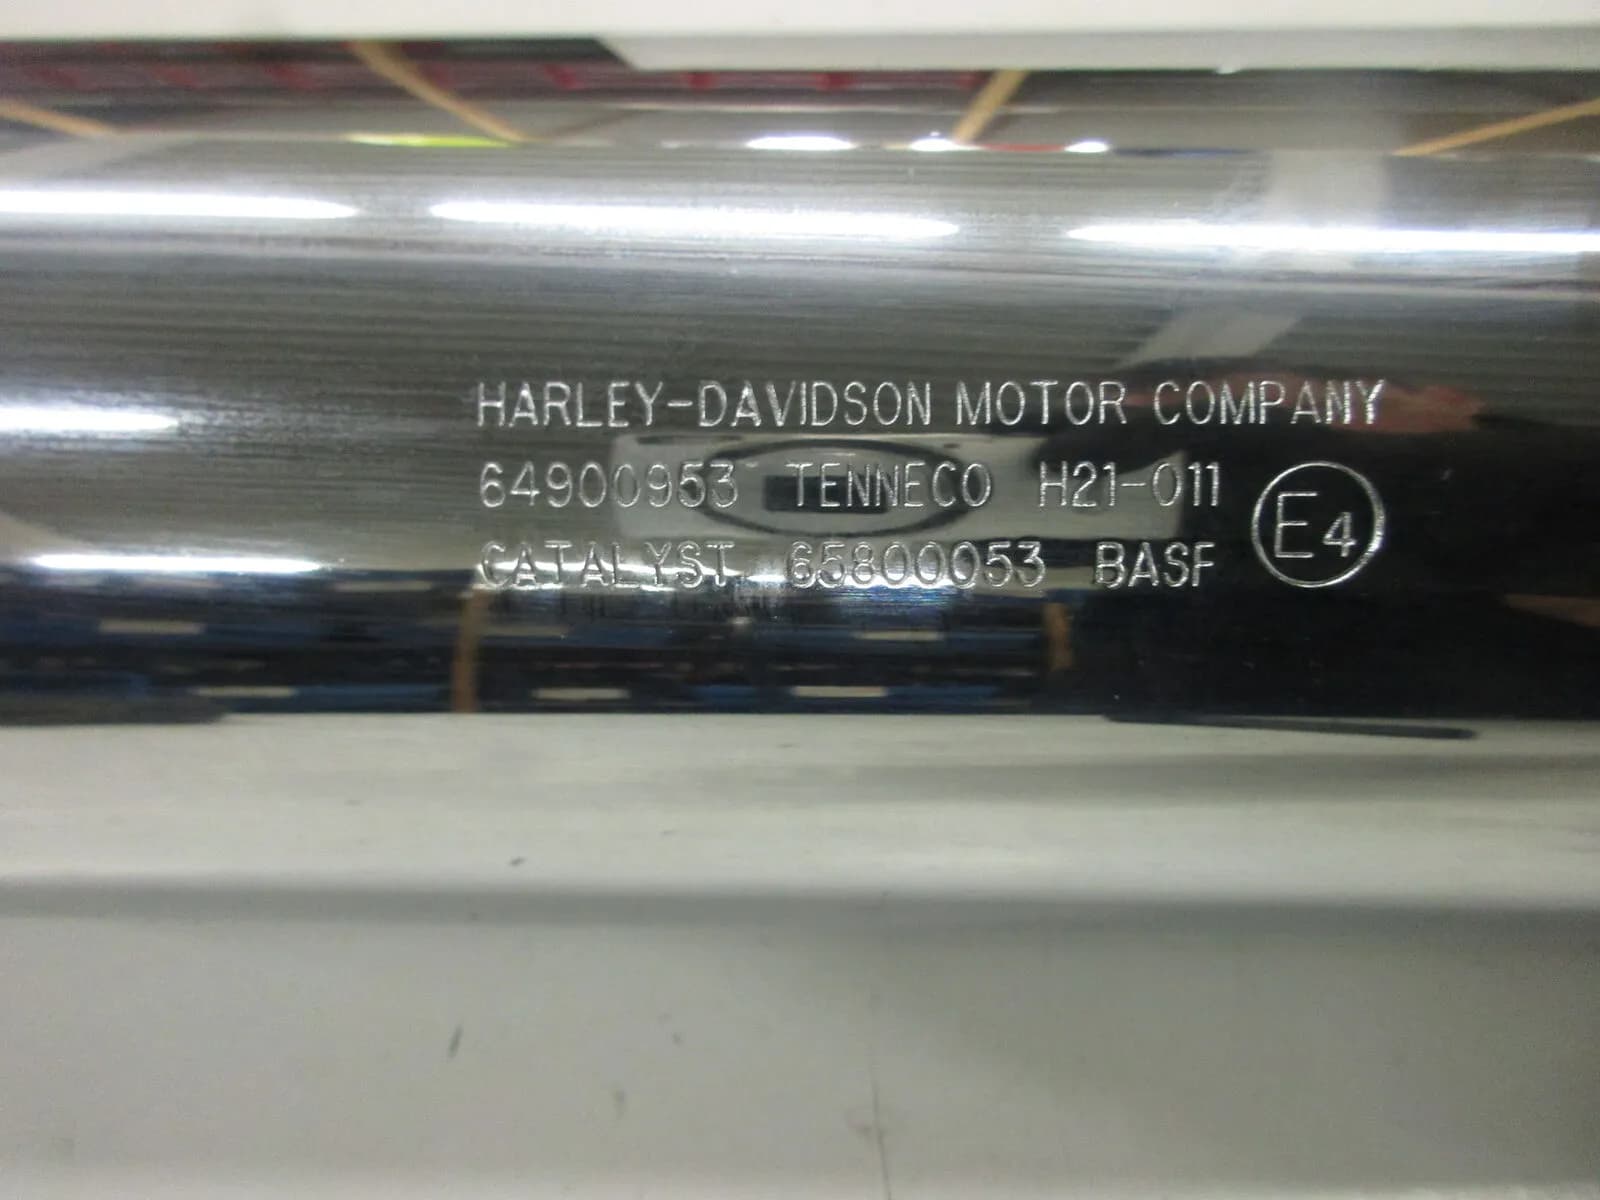 HARLEY-DAVIDSON MOTOR COMPANY
64900953 TENNECO H21-011
CATALYST 65800053 BASF
E4